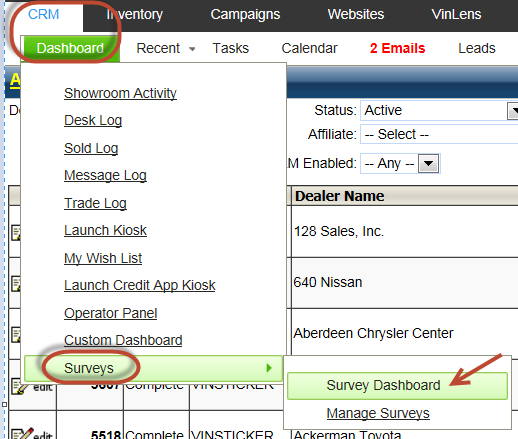 CRM Inventory Campaigns Websites VinLens
Dashboard Recent Tasks Calendar 2 Emails Leads
A
Showroom Activity
Desk Log
Sold Log
Message Log
Trade Log
Launch Kiosk
My Wish List
Launch Credit App Kiosk
Operator Panel
Custom Dashboard
Surveys
Survey Dashboard
Manage Surveys
Status: Active
Affiliate: -- Select --
M Enabled: -- Any --
Dealer Name
128 Sales, Inc.
640 Nissan
Aberdeen Chrysler Center
edit Complete VINSTICKER
5518 Complete VINSTICKER Ackerman Toyota